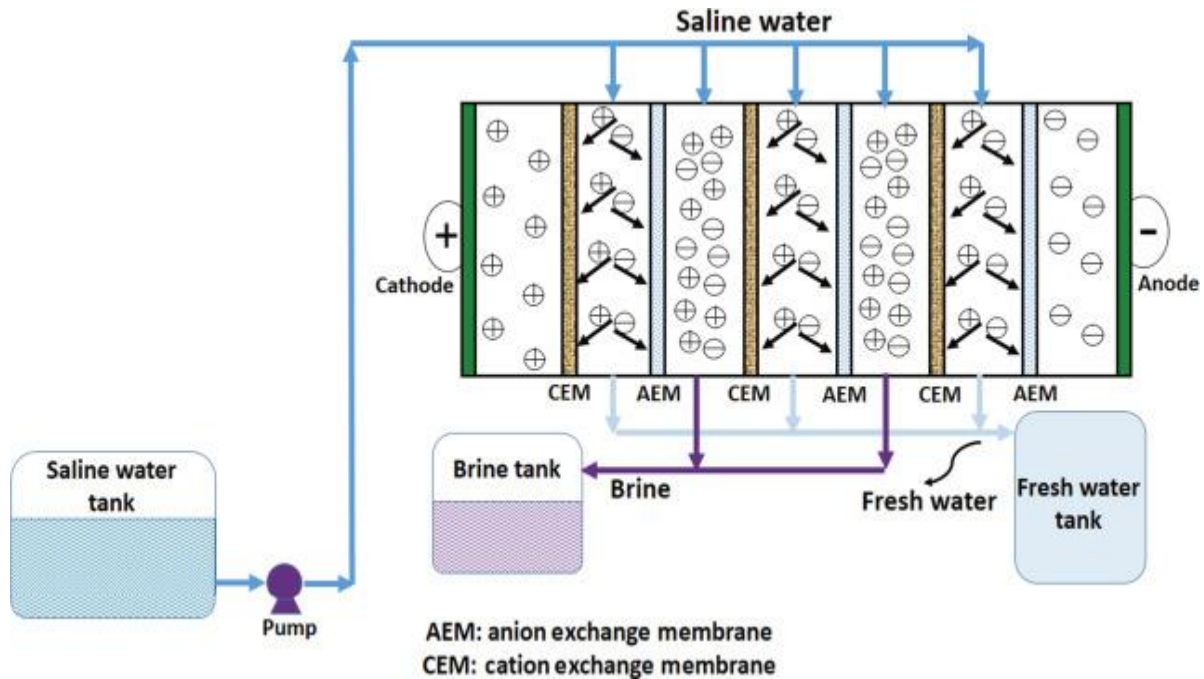 Saline water
+
Cathode
-
Anode
CEM
AEM
CEM
AEM
CEM
AEM
Saline water
tank
Brine tank
Brine
Fresh water
Fresh water
tank
Pump
AEM: anion exchange membrane
CEM: cation exchange membrane